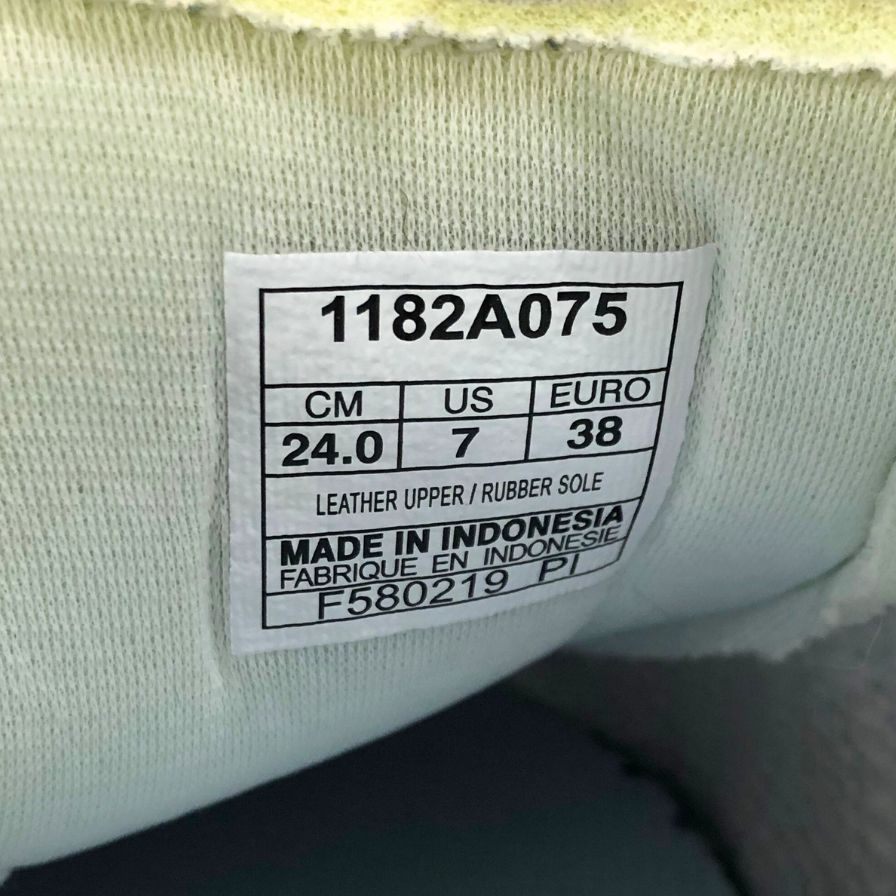 1182A075
CM US EURO
24.0 7 38
LEATHER UPPER / RUBBER SOLE
MADE IN INDONESIA
FABRIQUE EN INDONESIE
F580219 PI